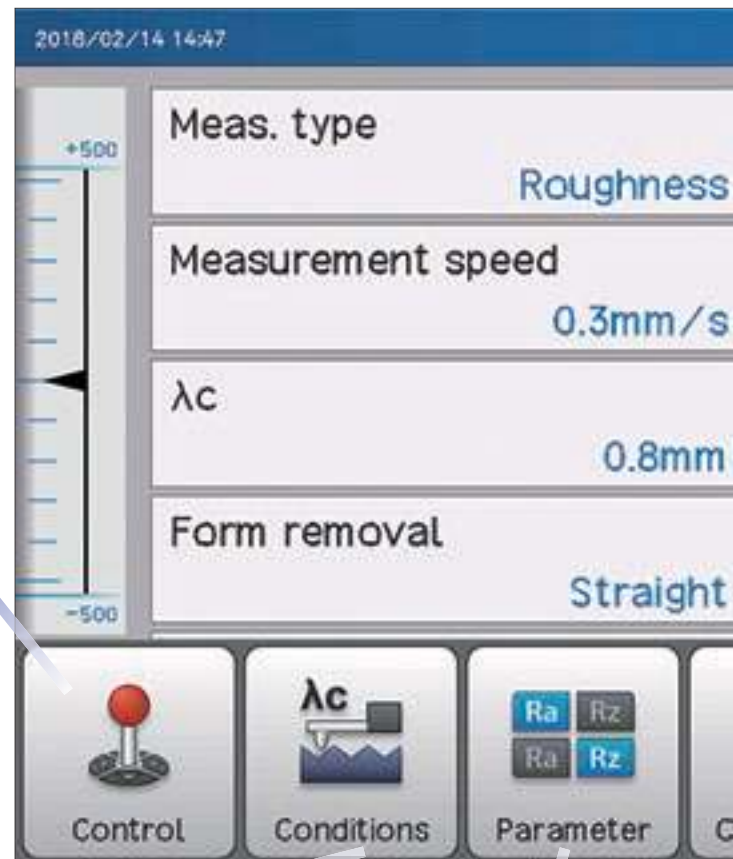 2018/02/14 14:47
+500
Meas. type
Roughness
Measurement speed
0.3mm/s
λc
0.8mm
Form removal
Straight
-500
λc
Ra Rz
Ra Rz
Control
Conditions
Parameter
C